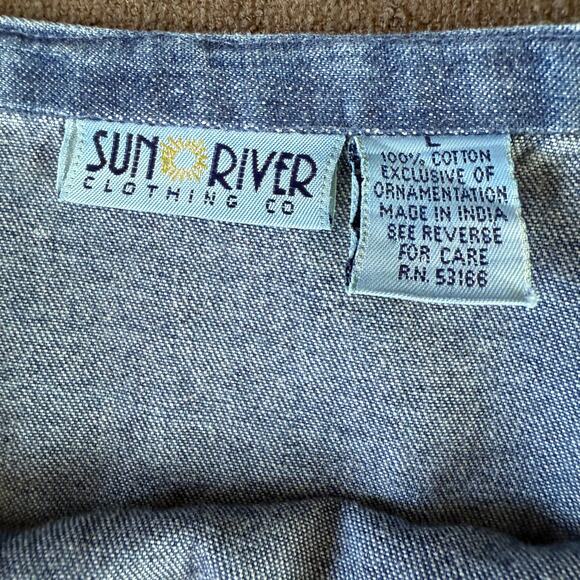 SUN RIVER
CLOTHING CO
L
100% COTTON
EXCLUSIVE OF
ORNAMENTATION
MADE IN INDIA
SEE REVERSE
FOR CARE
R.N. 53166